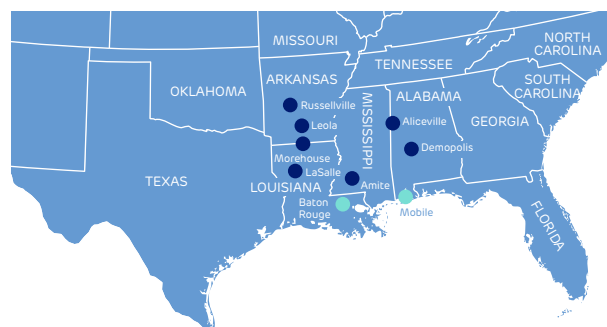 MISSOURI
NORTH
CAROLINA
TENNESSEE
OKLAHOMA
ARKANSAS
SOUTH
CAROLINA
MISSISSIPPI
ALABAMA
Russellville
GEORGIA
Aliceville
Leola
Demopolis
Morehouse
LaSalle
TEXAS
LOUISIANA
Amite
Baton
Rouge
Mobile
FLORIDA